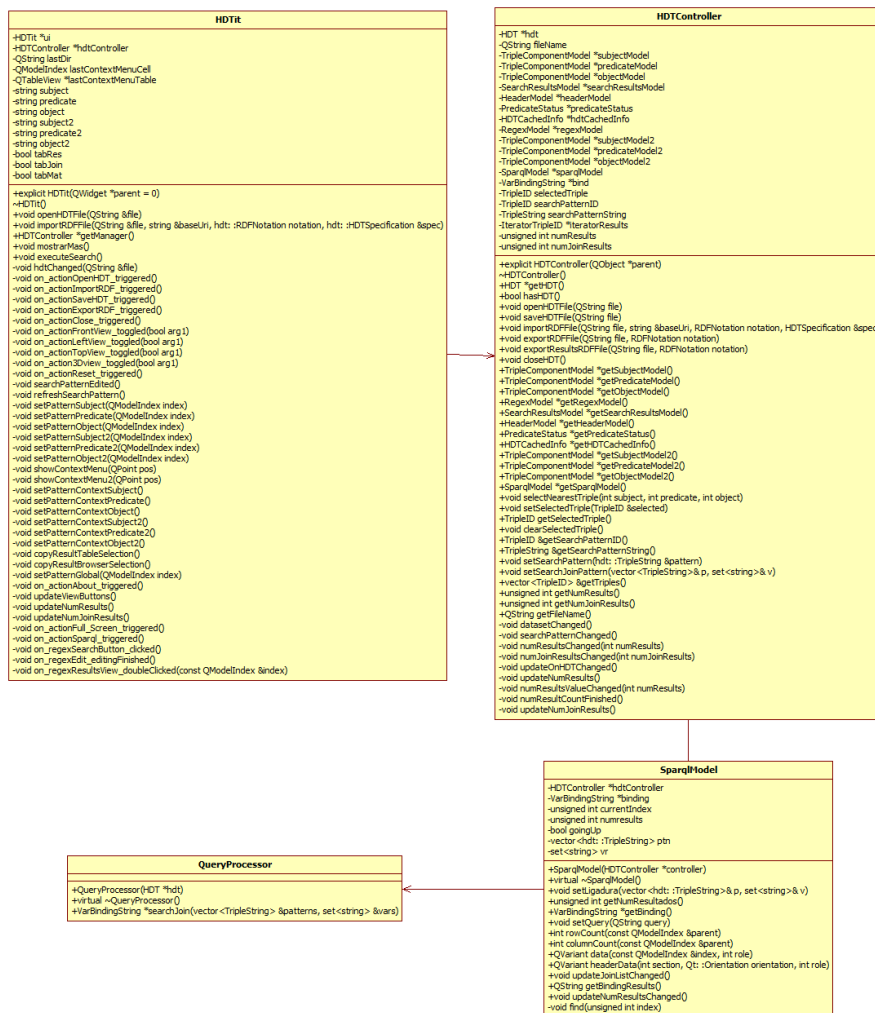 HDTit
-HDTit *ui
-HDTController *hdtController
-QString lastDir
-QModelIndex lastContextMenuCell
-QTableView *lastContextMenuTable
-string subject
-string predicate
-string object
-string subject2
-string predicate2
-string object2
-bool tabRes
-bool tabJoin
-bool tabMat
+explicit HDTit(QWidget *parent = 0)
~HDTit()
+void openHDTFile(QString &file)
+void importRDFFile(QString &file, string &baseUri, hdt: :RDFNotation notation, hdt: :HDTSpecification &spec)
+HDTController *getManager()
+void mostrarMas()
+void executeSearch()
-void hdtChanged(QString &file)
-void on_actionOpenHDT_triggered()
-void on_actionImportRDF_triggered()
-void on_actionSaveHDT_triggered()
-void on_actionExportRDF_triggered()
-void on_actionClose_triggered()
-void on_actionFrontView_toggled(bool arg1)
-void on_actionLeftView_toggled(bool arg1)
-void on_actionTopView_toggled(bool arg1)
-void on_action3Dview_toggled(bool arg1)
-void on_actionReset_triggered()
-void searchPatternEdited()
-void refreshSearchPattern()
-void setPatternSubject(QModelIndex index)
-void setPatternPredicate(QModelIndex index)
-void setPatternObject(QModelIndex index)
-void setPatternSubject2(QModelIndex index)
-void setPatternPredicate2(QModelIndex index)
-void setPatternObject2(QModelIndex index)
-void showContextMenu(QPoint pos)
-void showContextMenu2(QPoint pos)
-void setPatternContextSubject()
-void setPatternContextPredicate()
-void setPatternContextObject()
-void setPatternContextSubject2()
-void setPatternContextPredicate2()
-void setPatternContextObject2()
-void copyResultTableSelection()
-void copyResultBrowserSelection()
-void setPatternGlobal(QModelIndex index)
-void on_actionAbout_triggered()
-void updateViewButtons()
-void updateNumResults()
-void updateNumJoinResults()
-void on_actionFull_Screen_triggered()
-void on_actionSparql_triggered()
-void on_regexSearchButton_clicked()
-void on_regexEdit_editingFinished()
-void on_regexResultsView_doubleClicked(const QModelIndex &index)
HDTController
-HDT *hdt
-QString fileName
-TripleComponentModel *subjectModel
-TripleComponentModel *predicateModel
-TripleComponentModel *objectModel
-SearchResultsModel *searchResultsModel
-HeaderModel *headerModel
-PredicateStatus *predicateStatus
-HDTCachedInfo *hdtCachedInfo
-RegexModel *regexModel
-TripleComponentModel *subjectModel2
-TripleComponentModel *predicateModel2
-TripleComponentModel *objectModel2
-SparqlModel *sparqlModel
-VarBindingString *bind
-TripleID selectedTriple
-TripleID searchPatternID
-TripleString searchPatternString
-IteratorTripleID *iteratorResults
-unsigned int numResults
-unsigned int numJoinResults
+explicit HDTController(QObject *parent)
~HDTController()
+HDT *getHDT()
+bool hasHDT()
+void openHDTFile(QString file)
+void saveHDTFile(QString file)
+void importRDFFile(QString file, string &baseUri, RDFNotation notation, HDTSpecification &spec
+void exportRDFFile(QString file, RDFNotation notation)
+void exportResultsRDFFile(QString file, RDFNotation notation)
+void closeHDT()
+TripleComponentModel *getSubjectModel()
+TripleComponentModel *getPredicateModel()
+TripleComponentModel *getObjectModel()
+RegexModel *getRegexModel()
+SearchResultsModel *getSearchResultsModel()
+HeaderModel *getHeaderModel()
+PredicateStatus *getPredicateStatus()
+HDTCachedInfo *getHDTCachedInfo()
+TripleComponentModel *getSubjectModel2()
+TripleComponentModel *getPredicateModel2()
+TripleComponentModel *getObjectModel2()
+SparqlModel *getSparqlModel()
+void selectNearestTriple(int subject, int predicate, int object)
+void setSelectedTriple(TripleID &selected)
+TripleID getSelectedTriple()
+void clearSelectedTriple()
+TripleID &getSearchPatternID()
+TripleString &getSearchPatternString()
+void setSearchPattern(hdt: :TripleString &pattern)
+void setSearchJoinPattern(vector<TripleString>& p, set<string>& v)
+vector<TripleID> &getTriples()
+unsigned int getNumResults()
+unsigned int getNumJoinResults()
+QString getFileName()
-void datasetChanged()
-void searchPatternChanged()
-void numResultsChanged(int numResults)
-void numJoinResultsChanged(int numJoinResults)
-void updateOnHDTChanged()
-void updateNumResults()
-void numResultsValueChanged(int numResults)
-void numResultCountFinished()
-void updateNumJoinResults()
SparqlModel
-HDTController *hdtController
-VarBindingString *binding
-unsigned int currentIndex
-unsigned int numresults
-bool goingUp
-vector<hdt: :TripleString> ptn
-set<string> vr
+SparqlModel(HDTController *controller)
+virtual ~SparqlModel()
+void setLigadura(vector<hdt: :TripleString>& p, set<string>& v)
+unsigned int getNumResultados()
+VarBindingString *getBinding()
+void setQuery(QString query)
+int rowCount(const QModelIndex &parent)
+int columnCount(const QModelIndex &parent)
+QVariant data(const QModelIndex &index, int role)
+QVariant headerData(int section, Qt: :Orientation orientation, int role)
+void updateJoinListChanged()
+QString getBindingResults()
+void updateNumResultsChanged()
-void find(unsigned int index)
QueryProcessor
+QueryProcessor(HDT *hdt)
+virtual ~QueryProcessor()
+VarBindingString *searchJoin(vector<TripleString> &patterns, set<string> &vars)